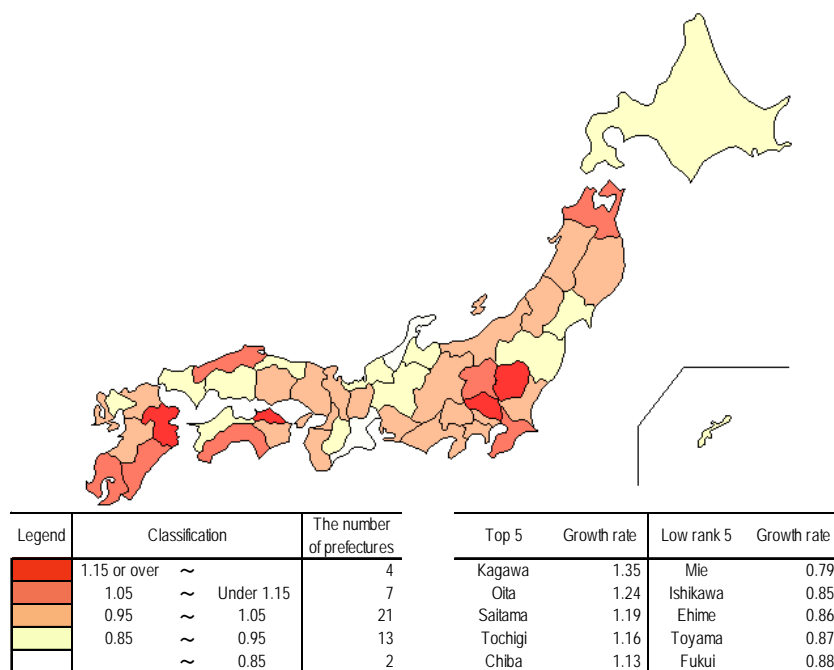 Legend Classification The number of prefectures
1.15 or over ~ 4
1.05 ~ Under 1.15 7
0.95 ~ 1.05 21
0.85 ~ 0.95 13
~ 0.85 2
Top 5 Growth rate Low rank 5 Growth rate
Kagawa 1.35 Mie 0.79
Oita 1.24 Ishikawa 0.85
Saitama 1.19 Ehime 0.86
Tochigi 1.16 Toyama 0.87
Chiba 1.13 Fukui 0.88